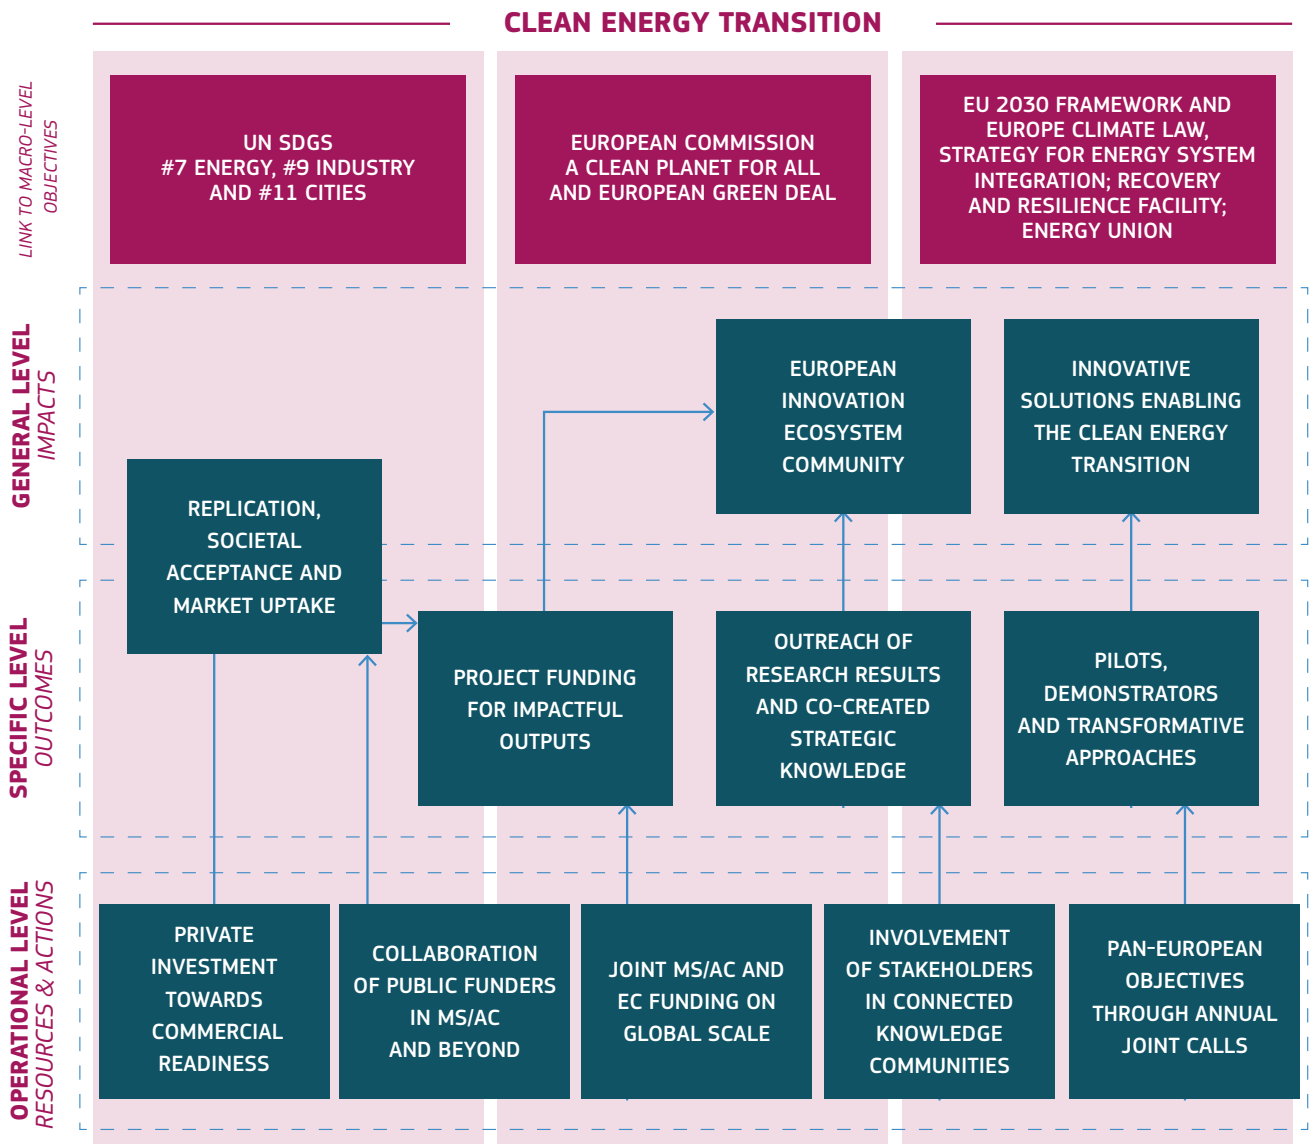 CLEAN ENERGY TRANSITION
LINK TO MACRO-LEVEL
OBJECTIVES
UN SDGS
#7 ENERGY, #9 INDUSTRY
AND #11 CITIES
EUROPEAN COMMISSION
A CLEAN PLANET FOR ALL
AND EUROPEAN GREEN DEAL
EU 2030 FRAMEWORK AND
EUROPE CLIMATE LAW,
STRATEGY FOR ENERGY SYSTEM
INTEGRATION; RECOVERY
AND RESILIENCE FACILITY;
ENERGY UNION
GENERAL LEVEL
IMPACTS
REPLICATION,
SOCIETAL
ACCEPTANCE AND
MARKET UPTAKE
EUROPEAN
INNOVATION
ECOSYSTEM
COMMUNITY
INNOVATIVE
SOLUTIONS ENABLING
THE CLEAN ENERGY
TRANSITION
SPECIFIC LEVEL
OUTCOMES
PROJECT FUNDING
FOR IMPACTFUL
OUTPUTS
OUTREACH OF
RESEARCH RESULTS
AND CO-CREATED
STRATEGIC
KNOWLEDGE
PILOTS,
DEMONSTRATORS
AND TRANSFORMATIVE
APPROACHES
OPERATIONAL LEVEL
RESOURCES & ACTIONS
PRIVATE
INVESTMENT
TOWARDS
COMMERCIAL
READINESS
COLLABORATION
OF PUBLIC FUNDERS
IN MS/AC
AND BEYOND
JOINT MS/AC AND
EC FUNDING ON
GLOBAL SCALE
INVOLVEMENT
OF STAKEHOLDERS
IN CONNECTED
KNOWLEDGE
COMMUNITIES
PAN-EUROPEAN
OBJECTIVES
THROUGH ANNUAL
JOINT CALLS